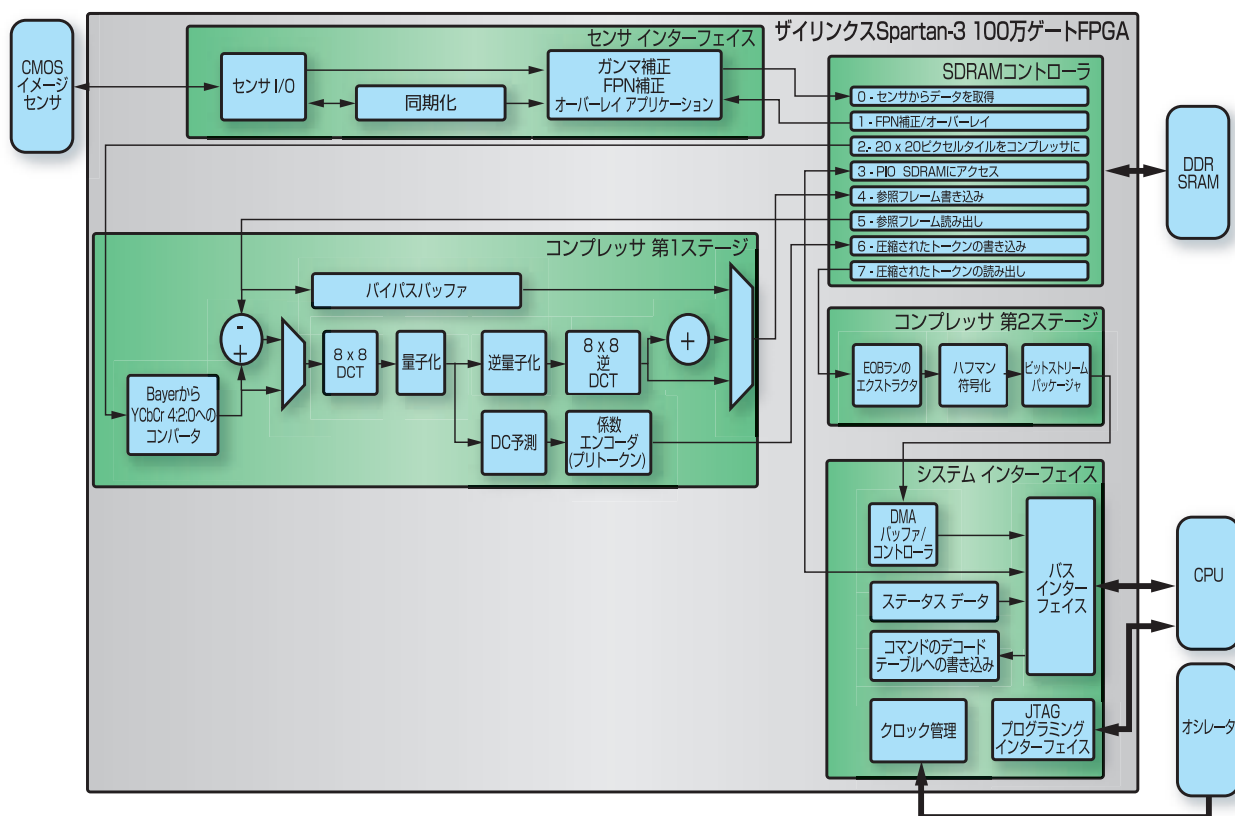 ザイリンクスSpartan-3 100万ゲートFPGA
CMOS
イメージ
センサ
センサ インターフェイス
センサ I/O
同期化
ガンマ補正
FPN補正
オーバーレイ アプリケーション
SDRAMコントローラ
0 - センサからデータを取得
1 - FPN補正/オーバーレイ
2- 20 x 20ピクセルタイルをコンプレッサに
3 - PIO SDRAMにアクセス
4 - 参照フレーム書き込み
5 - 参照フレーム読み出し
6 - 圧縮されたトークンの書き込み
7 - 圧縮されたトークンの読み出し
DDR
SRAM
コンプレッサ 第1ステージ
バイパスバッファ
-
+
8 x 8
DCT
量子化
逆量子化
8 x 8
逆
DCT
+
Bayerから
YCbCr 4:2:0への
コンバータ
DC予測
係数
エンコーダ
(プリトークン)
コンプレッサ 第2ステージ
EOBランの
エクストラクタ
ハフマン
符号化
ビットストリーム
パッケージャ
システム インターフェイス
DMA
バッファ/
コントローラ
ステータス データ
コマンドのデコード
テーブルへの書き込み
バス
インター
フェイス
クロック管理
JTAG
プログラミング
インターフェイス
CPU
オシレータ